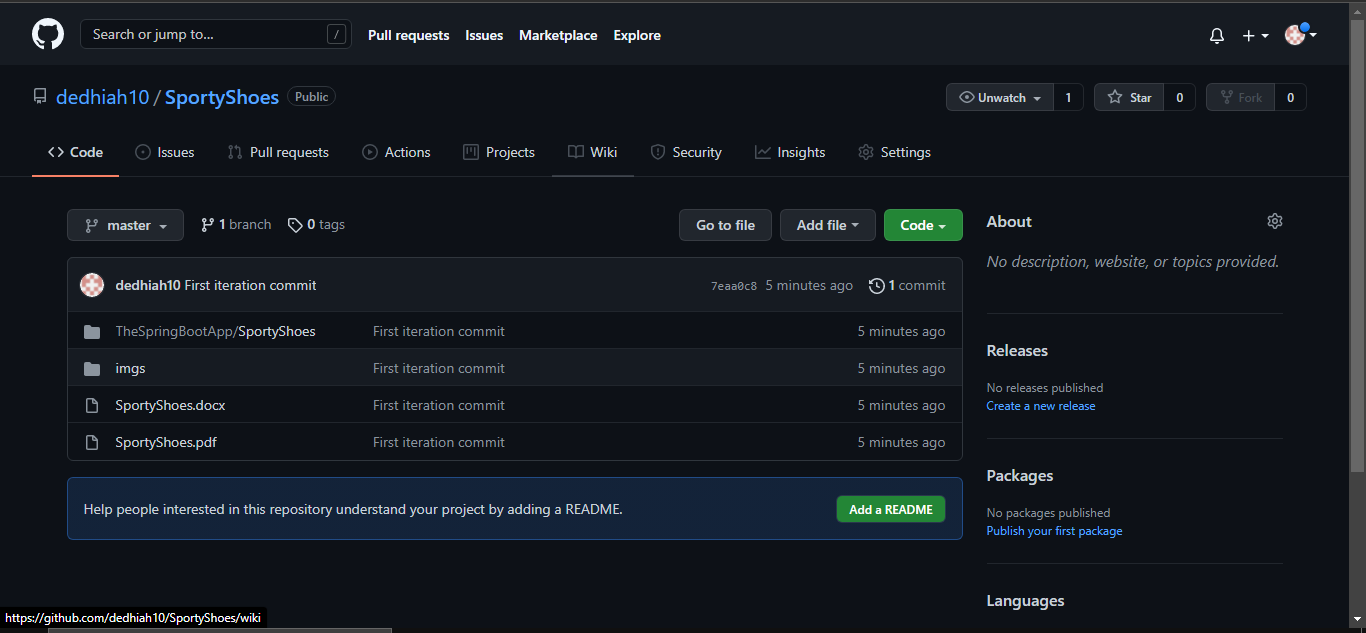 Search or jump to... /
Pull requests Issues Marketplace Explore
dedhiah10 / SportyShoes Public
Unwatch 1 Star 0 Fork 0
Code Issues Pull requests Actions Projects Wiki Security Insights Settings
master 1 branch 0 tags Go to file Add file Code
dedhiah10 First iteration commit 7eaa0c8 5 minutes ago 1 commit
TheSpringBootApp/SportyShoes First iteration commit 5 minutes ago
imgs First iteration commit 5 minutes ago
SportyShoes.docx First iteration commit 5 minutes ago
SportyShoes.pdf First iteration commit 5 minutes ago
Help people interested in this repository understand your project by adding a README. Add a README
About
No description, website, or topics provided.
Releases
No releases published
Create a new release
Packages
No packages published
Publish your first package
Languages
https://github.com/dedhiah10/SportyShoes/wiki